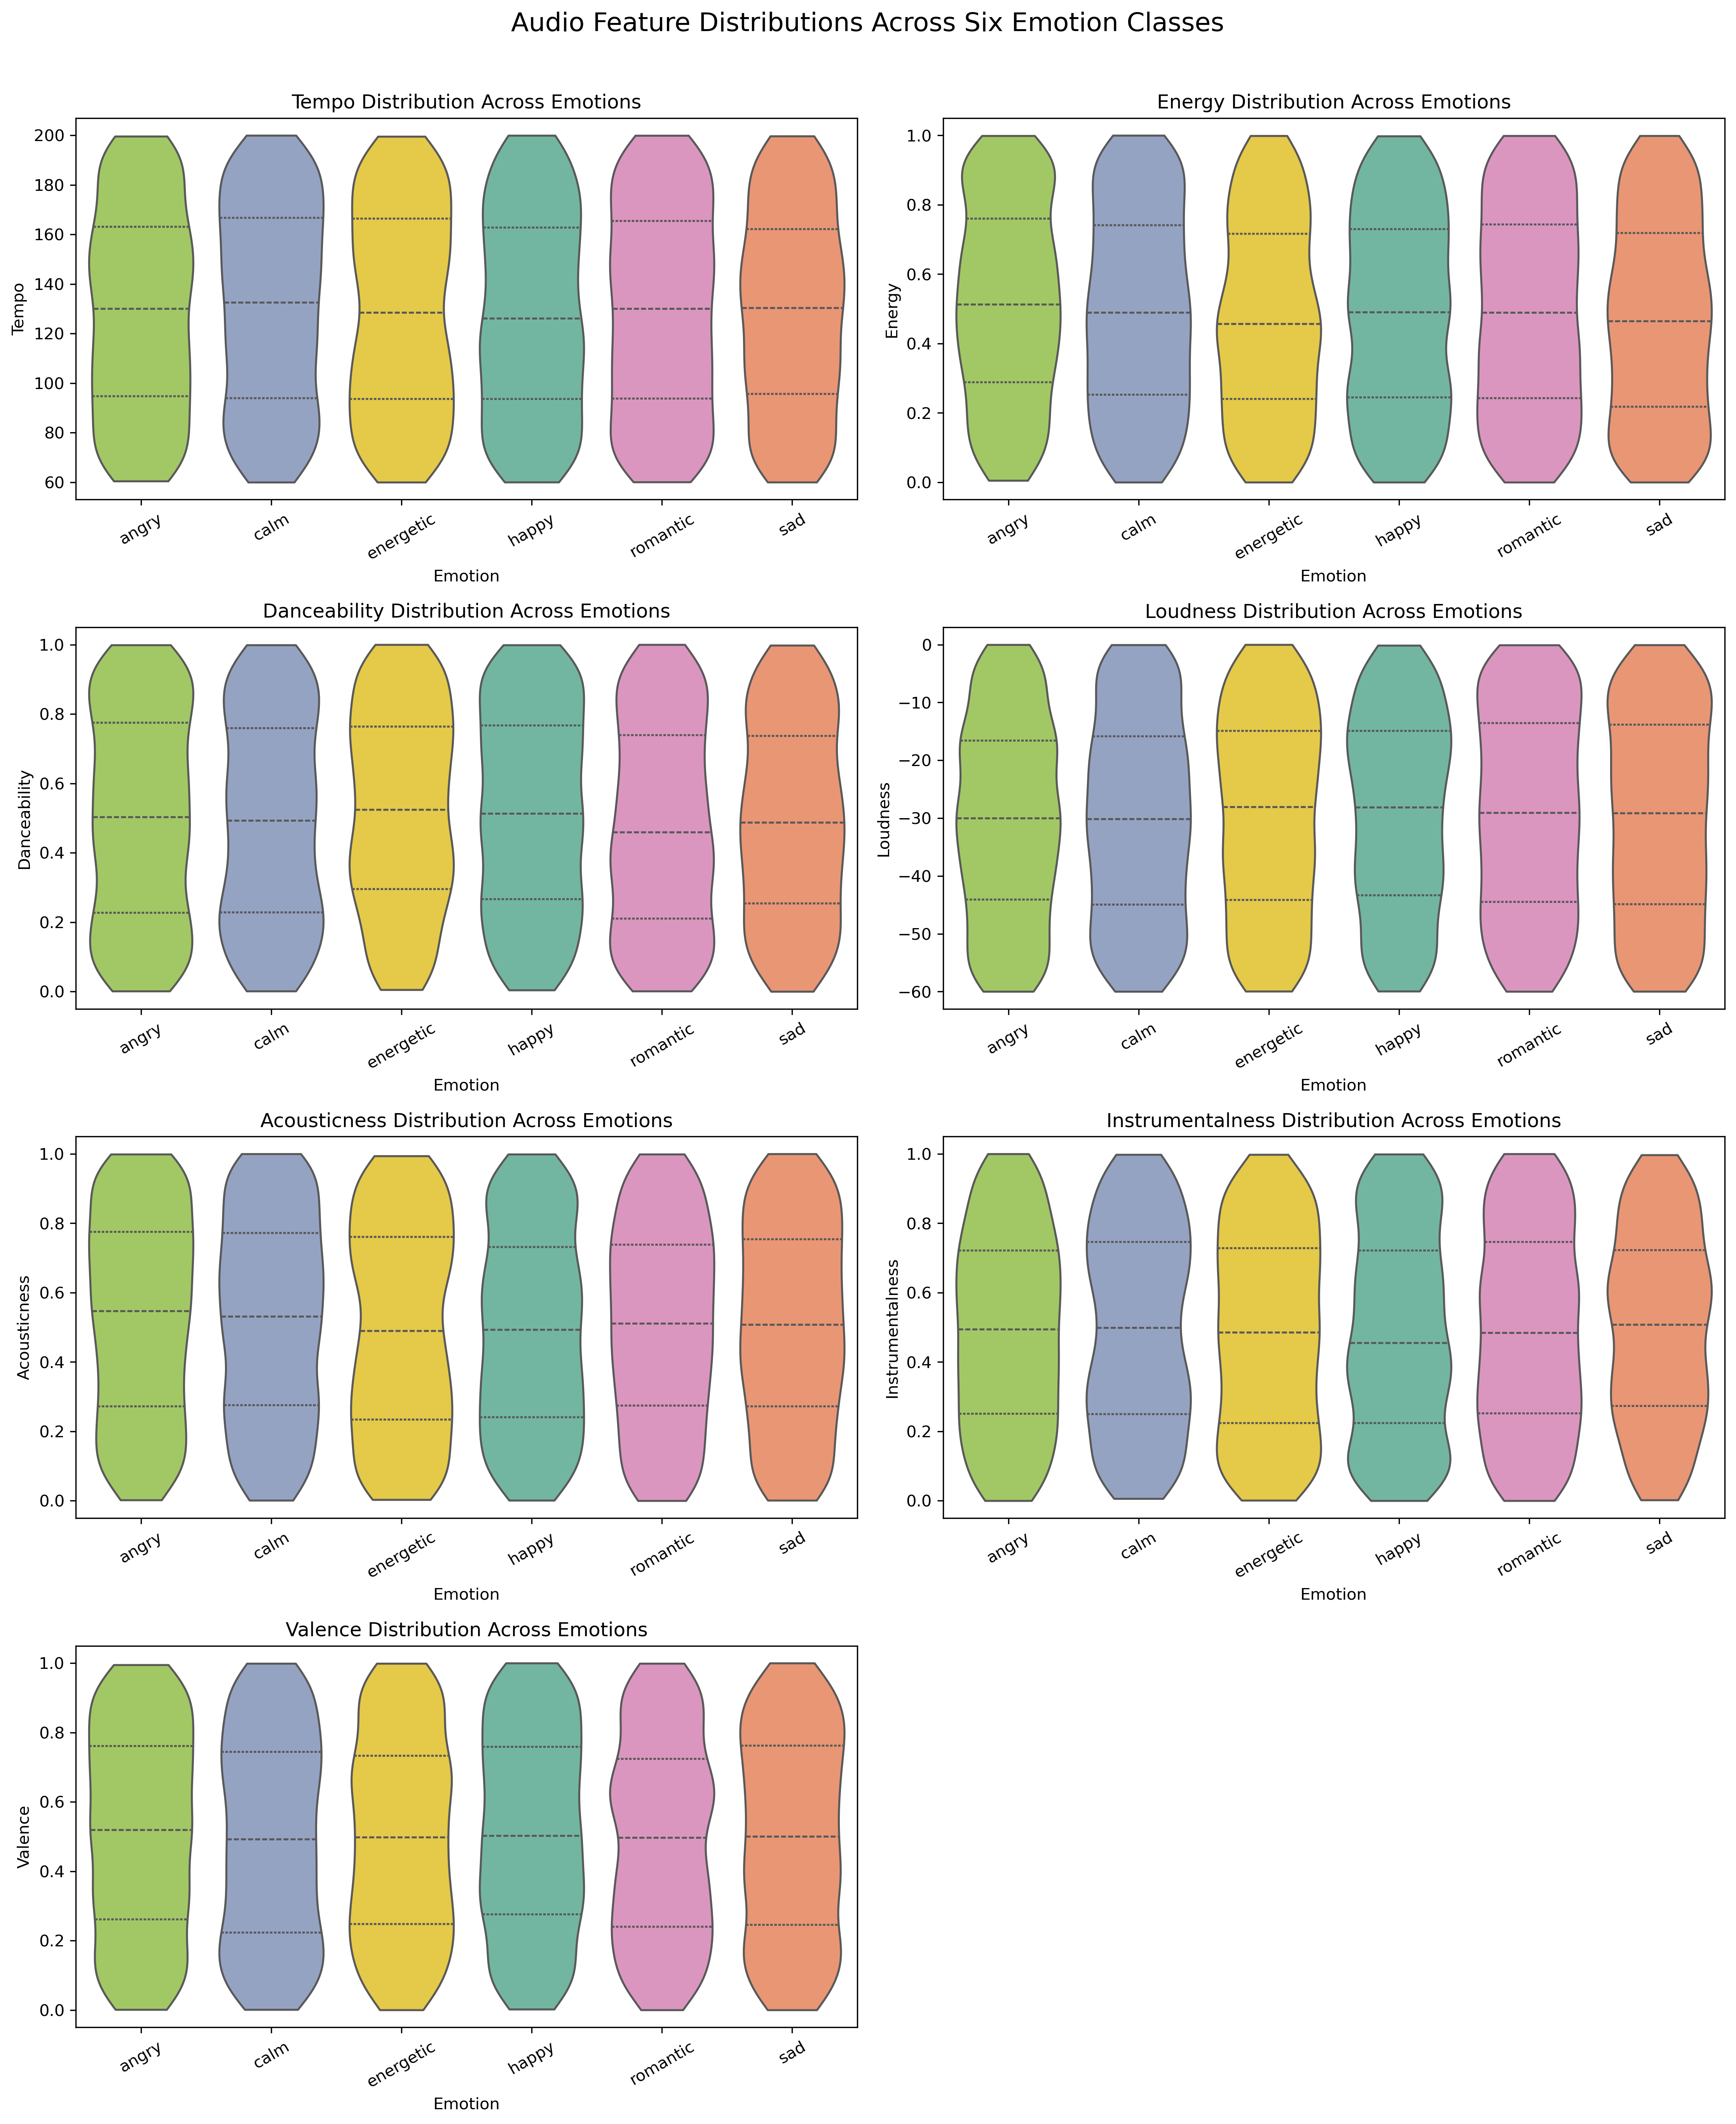 Audio Feature Distributions Across Six Emotion Classes
Tempo Distribution Across Emotions
Tempo
200
180
160
140
120
100
80
60
angry calm energetic happy romantic sad
Emotion
Energy Distribution Across Emotions
Energy
1.0
0.8
0.6
0.4
0.2
0.0
angry calm energetic happy romantic sad
Emotion
Danceability Distribution Across Emotions
Danceability
1.0
0.8
0.6
0.4
0.2
0.0
angry calm energetic happy romantic sad
Emotion
Loudness Distribution Across Emotions
Loudness
0
−10
−20
−30
−40
−50
−60
angry calm energetic happy romantic sad
Emotion
Acousticness Distribution Across Emotions
Acousticness
1.0
0.8
0.6
0.4
0.2
0.0
angry calm energetic happy romantic sad
Emotion
Instrumentalness Distribution Across Emotions
Instrumentalness
1.0
0.8
0.6
0.4
0.2
0.0
angry calm energetic happy romantic sad
Emotion
Valence Distribution Across Emotions
Valence
1.0
0.8
0.6
0.4
0.2
0.0
angry calm energetic happy romantic sad
Emotion